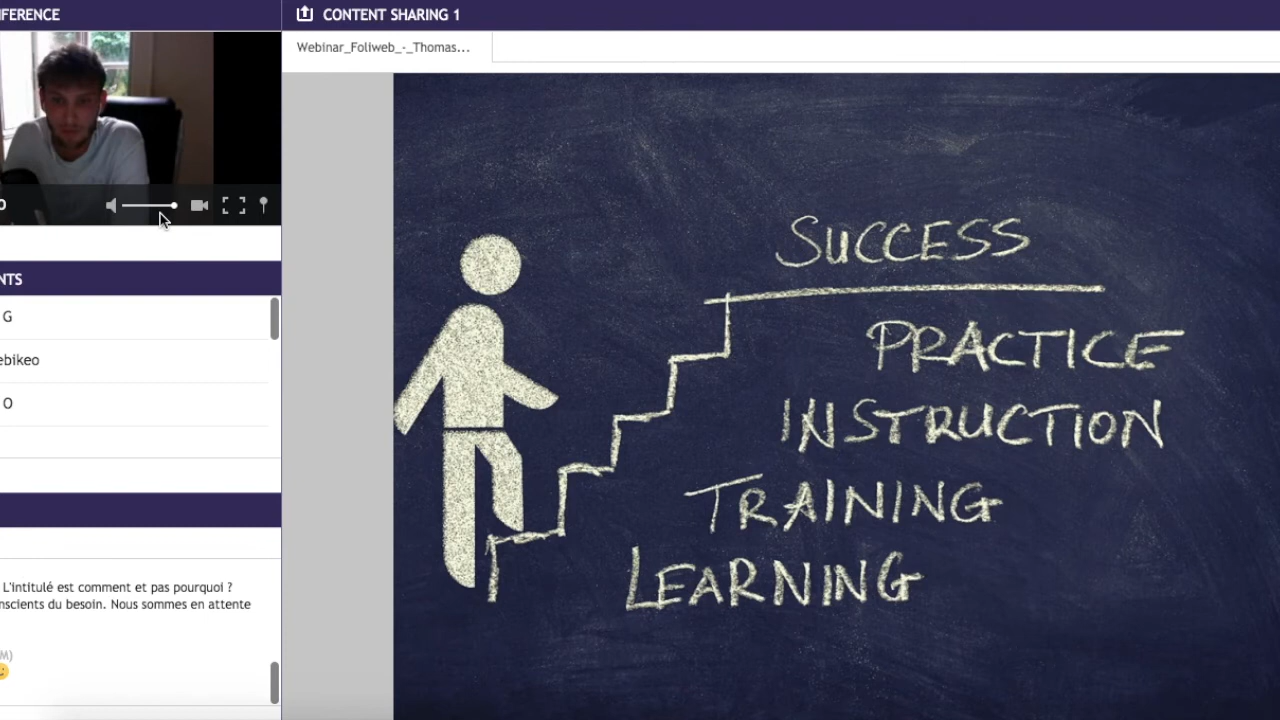 FERENCE
CONTENT SHARING 1
Webinar_Foliweb_-_Thomas...
O
NTS
G
ebikeo
O
L'intitulé est comment et pas pourquoi ?
nscients du besoin. Nous sommes en attente
M)
SUCCESS
PRACTICE
INSTRUCTION
TRAINING
LEARNING